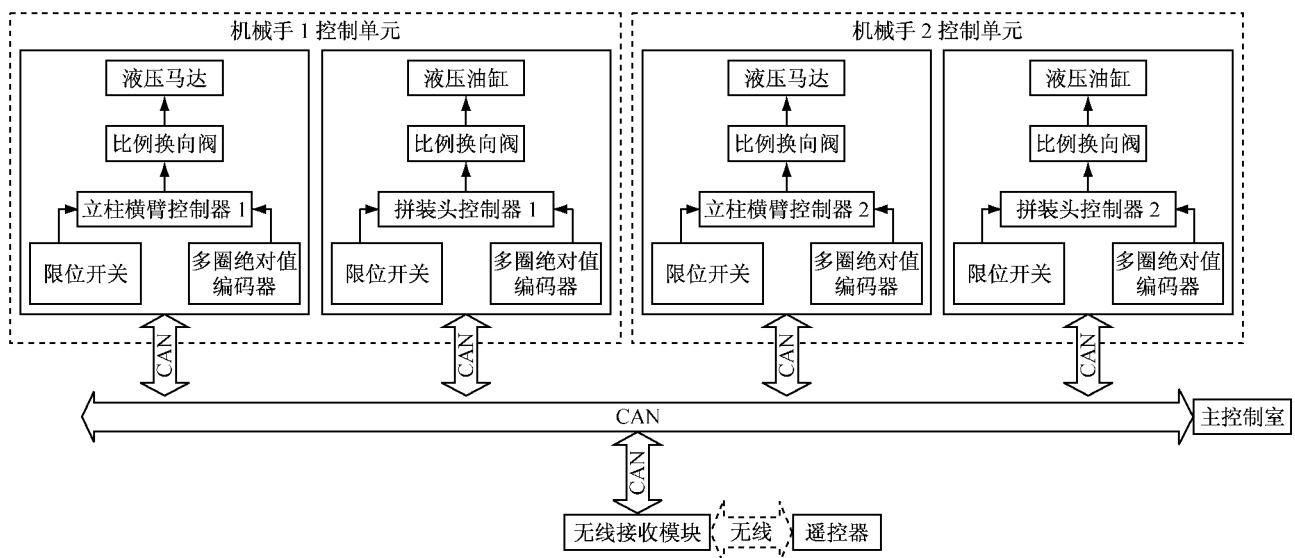 机械手 1 控制单元
机械手 2 控制单元
液压马达
液压油缸
液压马达
液压油缸
比例换向阀
比例换向阀
比例换向阀
比例换向阀
立柱横臂控制器 1
拼装头控制器 1
立柱横臂控制器 2
拼装头控制器 2
限位开关
多圈绝对值
编码器
限位开关
多圈绝对值
编码器
限位开关
多圈绝对值
编码器
限位开关
多圈绝对值
编码器
CAN
CAN
CAN
CAN
CAN
主控制室
CAN
无线接收模块
无线
遥控器